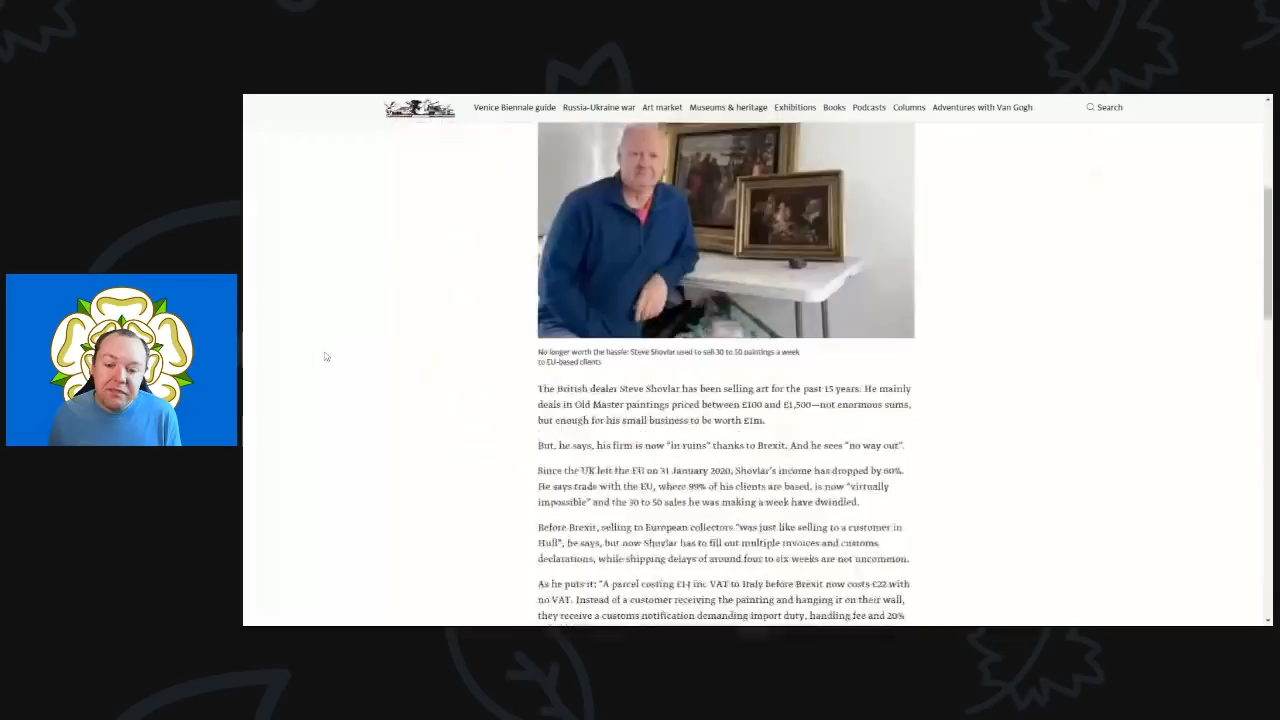 Venice Biennale guide Russia-Ukraine war Art market Museums & heritage Exhibitions Books Podcasts Columns Adventures with Van Gogh Search
No longer worth the hassle: Steve Shovlar used to sell 30 to 50 paintings a week
to EU-based clients
The British dealer Steve Shovlar has been selling art for the past 15 years. He mainly
deals in Old Master paintings priced between £100 and £1,500—not enormous sums,
but enough for his small business to be worth £1m.
But, he says, his firm is now "in ruins" thanks to Brexit. And he sees "no way out".
Since the UK left the EU on 31 January 2020, Shovlar's income has dropped by 60%.
He says trade with the EU, where 99% of his clients are based, is now "virtually
impossible" and the 30 to 50 sales he was making a week have dwindled.
Before Brexit, selling to European collectors "was just like selling to a customer in
Hull", he says, but now Shovlar has to fill out multiple invoices and customs
declarations, while shipping delays of around four to six weeks are not uncommon.
As he puts it: "A parcel costing £14 inc VAT to Italy before Brexit now costs £22 with
no VAT. Instead of a customer receiving the painting and hanging it on their wall,
they receive a customs notification demanding import duty, handling fee and 20%